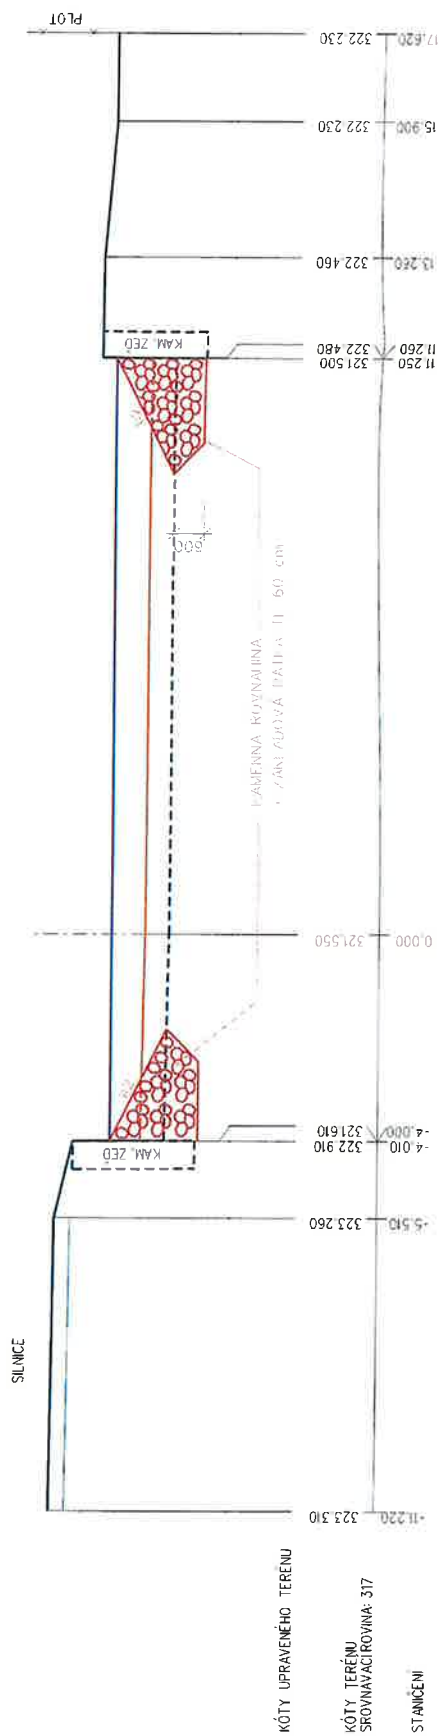 SILNICE
PLOT
KAM. ZEĎ
KAM. ZEĎ
600
KAMENNÁ ROVNANINA
KÓTY UPRAVENÉHO TERÉNU
KÓTY TERÉNU
SROVNÁVACÍ ROVINA: 317
323.310
323.260
322.910
321.610
321.550
321.500
322.480
322.460
322.230
322.230
STANIČENÍ
-11.220
-5.510
-4.010
-4.000
0.000
11.250
11.260
13.260
15.900
17.620